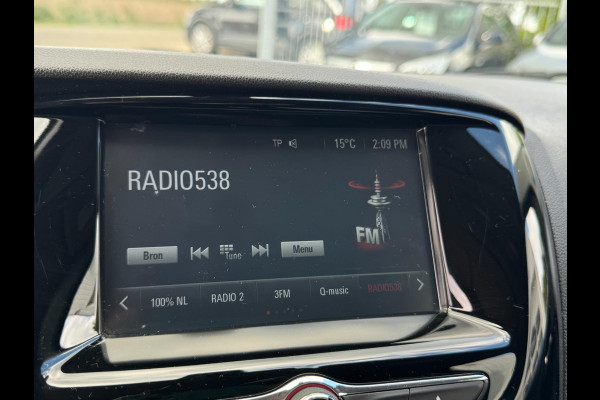 TP 15°C 2:09 PM
RADIO538
FM
Bron Tune Menu
100% NL RADIO 2 3FM Q-music RADIO538